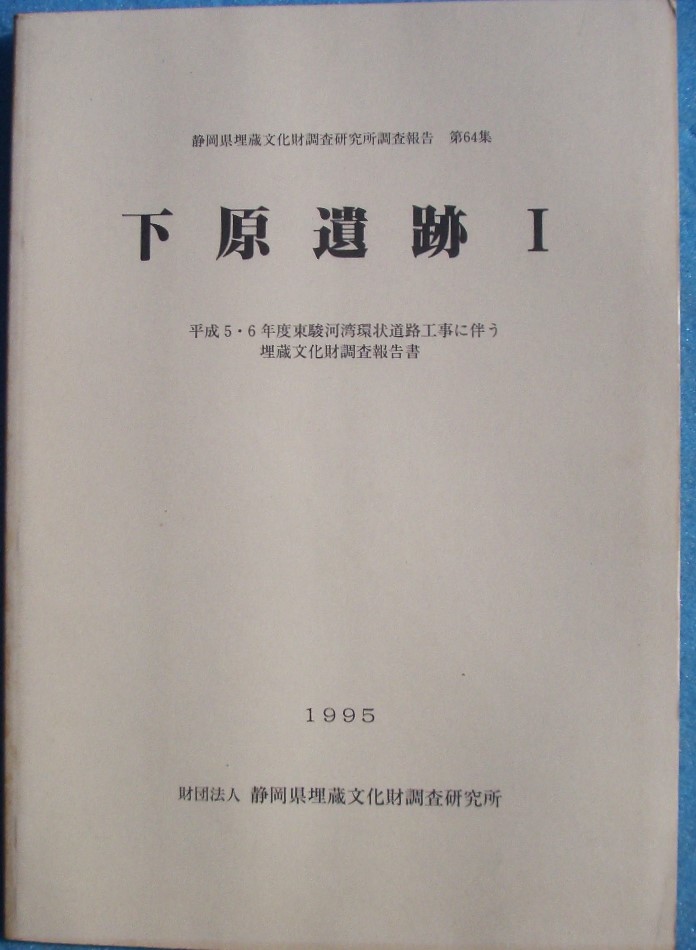 静岡県埋蔵文化財調査研究所調査報告　第64集
下原遺跡 I
平成5・6年度東駿河湾環状道路工事に伴う
埋蔵文化財調査報告書
1995
財団法人 静岡県埋蔵文化財調査研究所